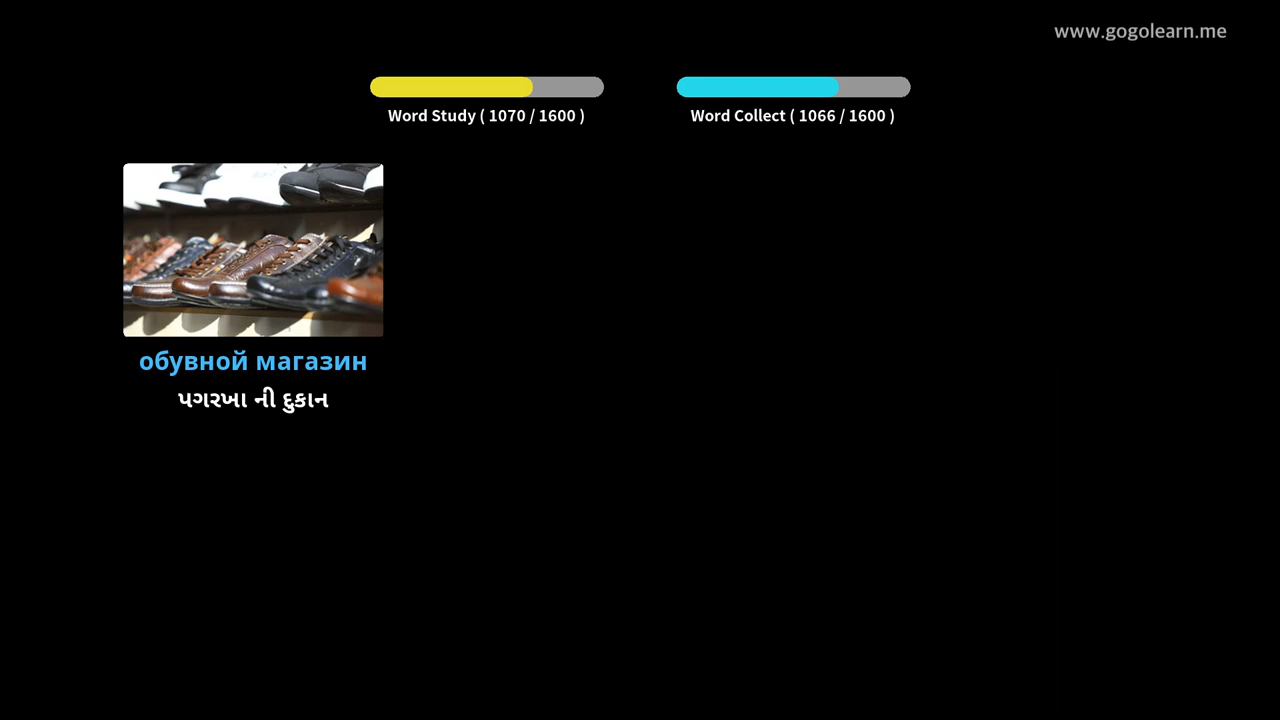 www.gogolearn.me
Word Study ( 1070 / 1600 )
Word Collect ( 1066 / 1600 )
обувной магазин
પગરખા ની દુકાન